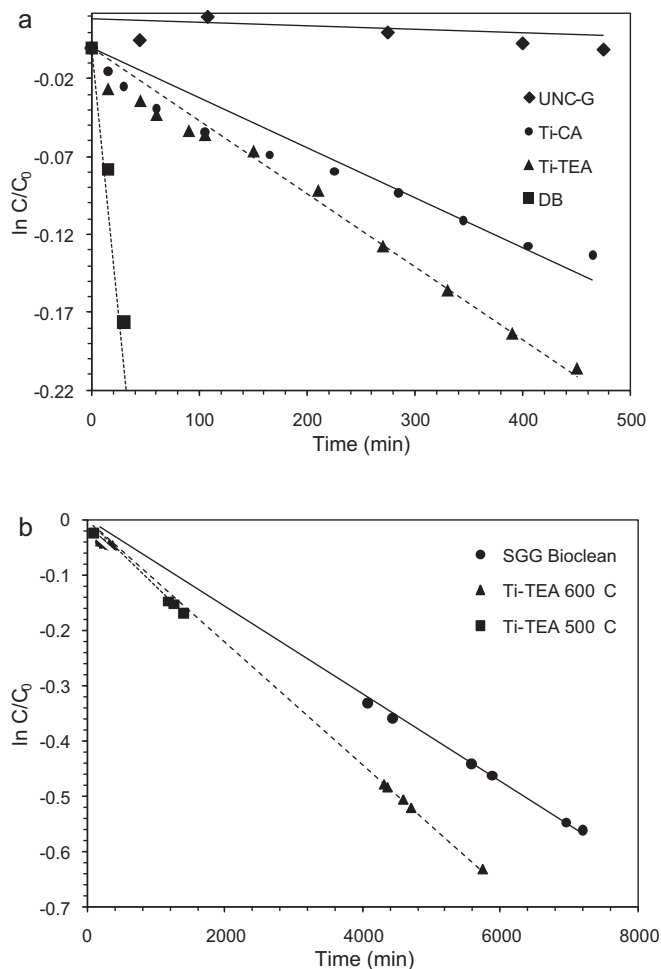 a
-0.02
-0.07
-0.12
-0.17
-0.22
ln C/C0
UNC-G
Ti-CA
Ti-TEA
DB
0 100 200 300 400 500
Time (min)
b
0
-0.1
-0.2
-0.3
-0.4
-0.5
-0.6
-0.7
ln C/C0
SGG Bioclean
Ti-TEA 600 C
Ti-TEA 500 C
0 2000 4000 6000 8000
Time (min)